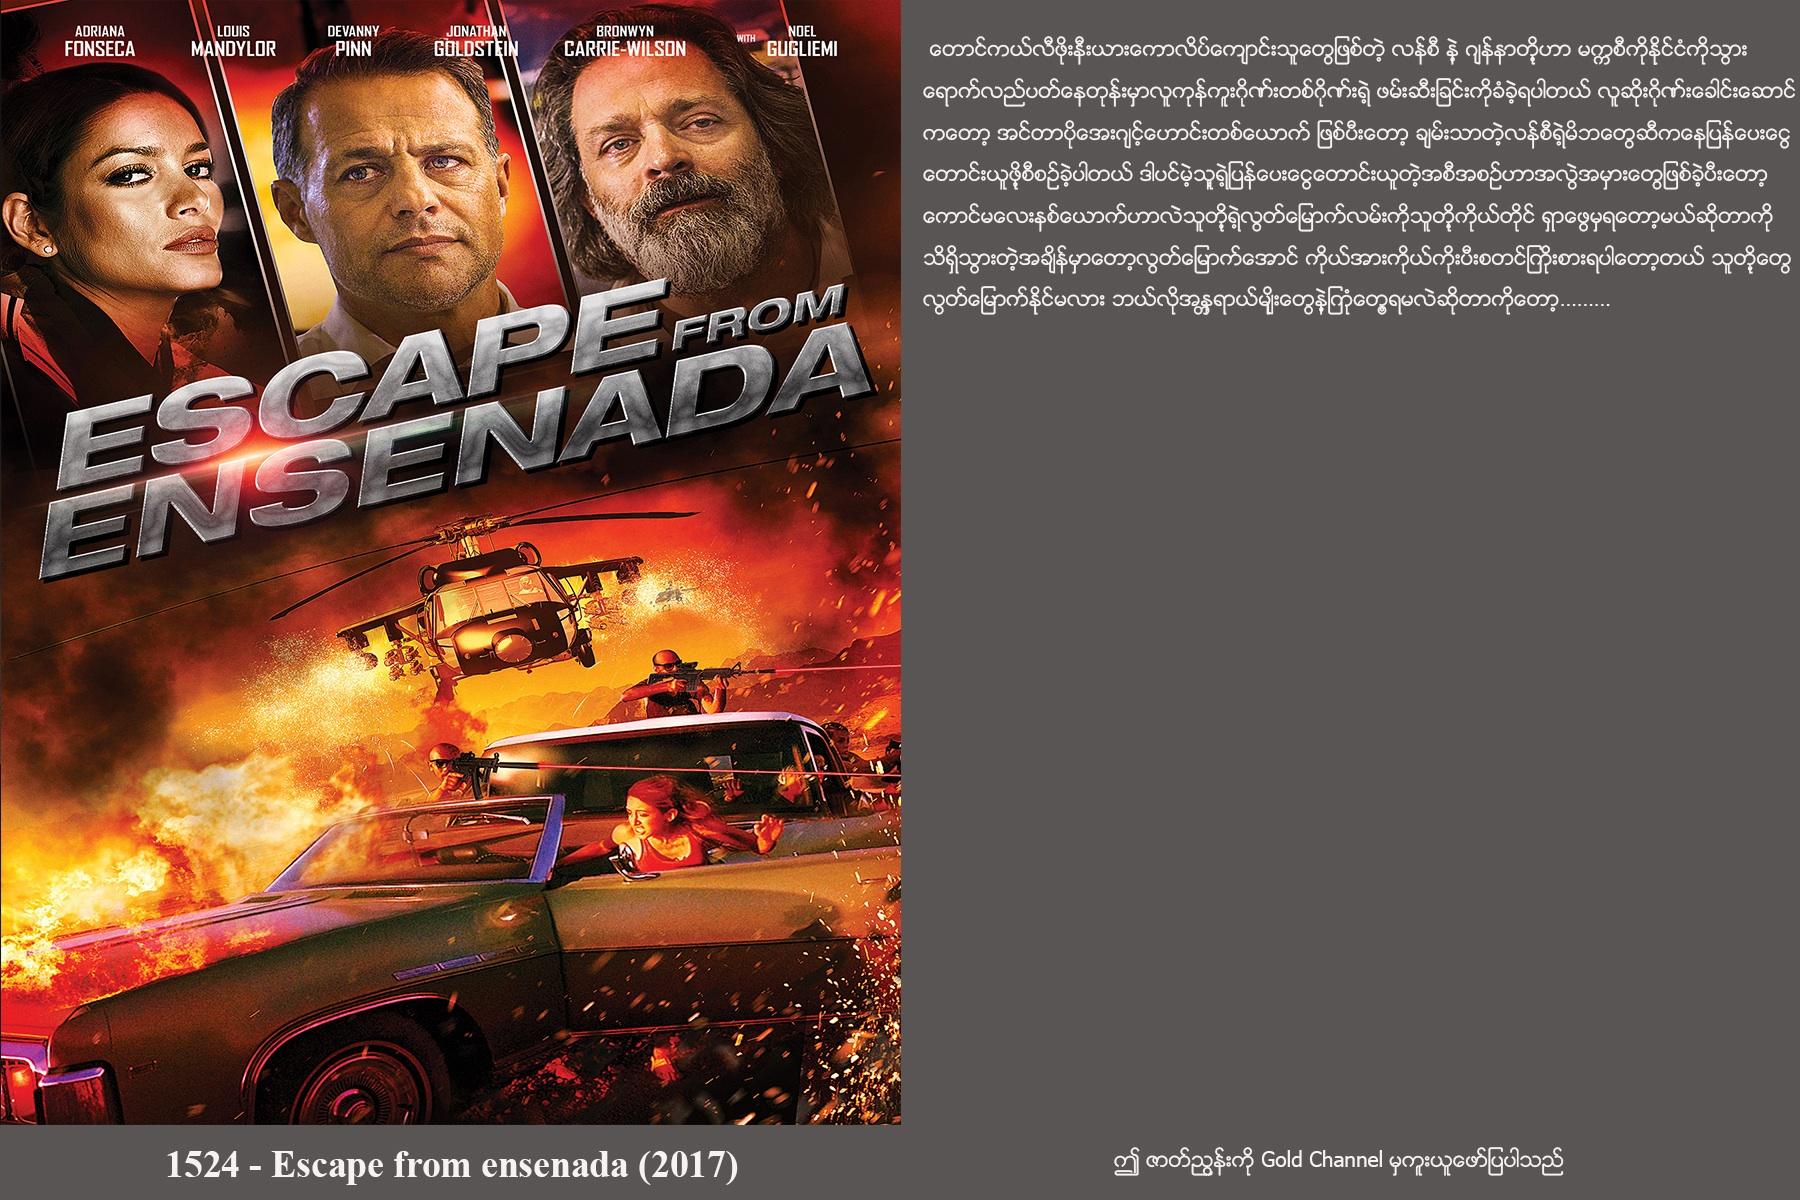 ADRIANA FONSECA
LOUIS MANDYLOR
DEVANNY PINN
JONATHAN GOLDSTEIN
BRONWYN CARRIE-WILSON
WITH NOEL GUGLIEMI
ESCAPE FROM
ENSENADA
1524 - Escape from ensenada (2017)
တောင်ကယ်လီဖိုးနီးယားကောလိပ်ကျောင်းသူတွေဖြစ်တဲ့ လန်စီ နဲ့ ဂျန်နာတို့ဟာ မက္ကစီကိုနိုင်ငံကိုသွား
ရောက်လည်ပတ်နေတုန်းမှာလူကုန်ကူးဂိုဏ်းတစ်ဂိုဏ်းရဲ့ ဖမ်းဆီးခြင်းကိုခံခဲ့ရပါတယ် လူဆိုးဂိုဏ်းခေါင်းဆောင်
ကတော့ အင်တာပိုအေးဂျင့်ဟောင်းတစ်ယောက် ဖြစ်ပီးတော့ ချမ်းသာတဲ့လန်စီရဲ့မိဘတွေဆီကနေပြန်ပေးငွေ
တောင်းယူဖို့စီစဉ်ခဲ့ပါတယ် ဒါပင်မဲ့သူရဲ့ပြန်ပေးငွေတောင်းယူတဲ့အစီအစဉ်ဟာအလွဲအမှားတွေဖြစ်ခဲ့ပီးတော့
ကောင်မလေးနစ်ယောက်ဟာလဲသူတို့ရဲ့လွတ်မြောက်လမ်းကိုသူတို့ကိုယ်တိုင် ရှာဖွေမှရတော့မယ်ဆိုတာကို
သိရှိသွားတဲ့အချိန်မှာတော့လွတ်မြောက်အောင် ကိုယ်အားကိုယ်ကိုးပီးစတင်ကြိုးစားရပါတော့တယ် သူတို့တွေ
လွတ်မြောက်နိုင်မလား ဘယ်လိုအန္တရာယ်မျိုးတွေနဲ့ကြုံတွေ့ရမလဲဆိုတာကိုတော့.........
ဤ ဇာတ်ညွှန်းကို Gold Channel မှကူးယူဖော်ပြပါသည်